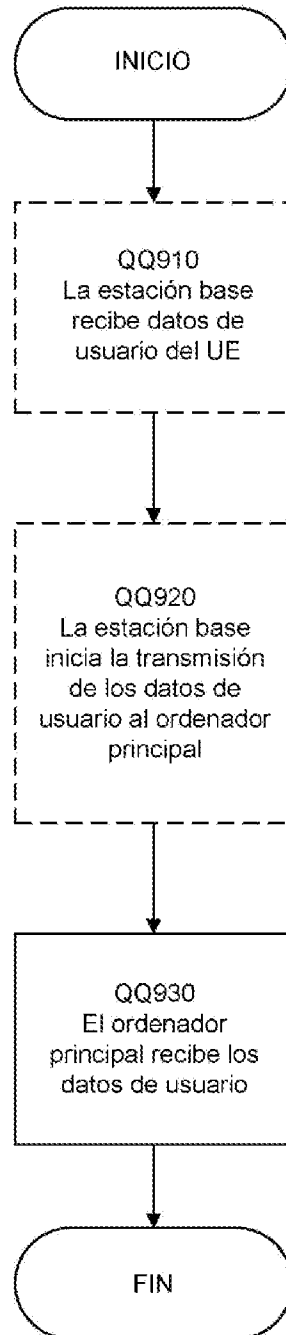 INICIO
QQ910
La estación base
recibe datos de
usuario del UE
QQ920
La estación base
inicia la transmisión
de los datos de
usuario al ordenador
principal
QQ930
El ordenador
principal recibe los
datos de usuario
FIN